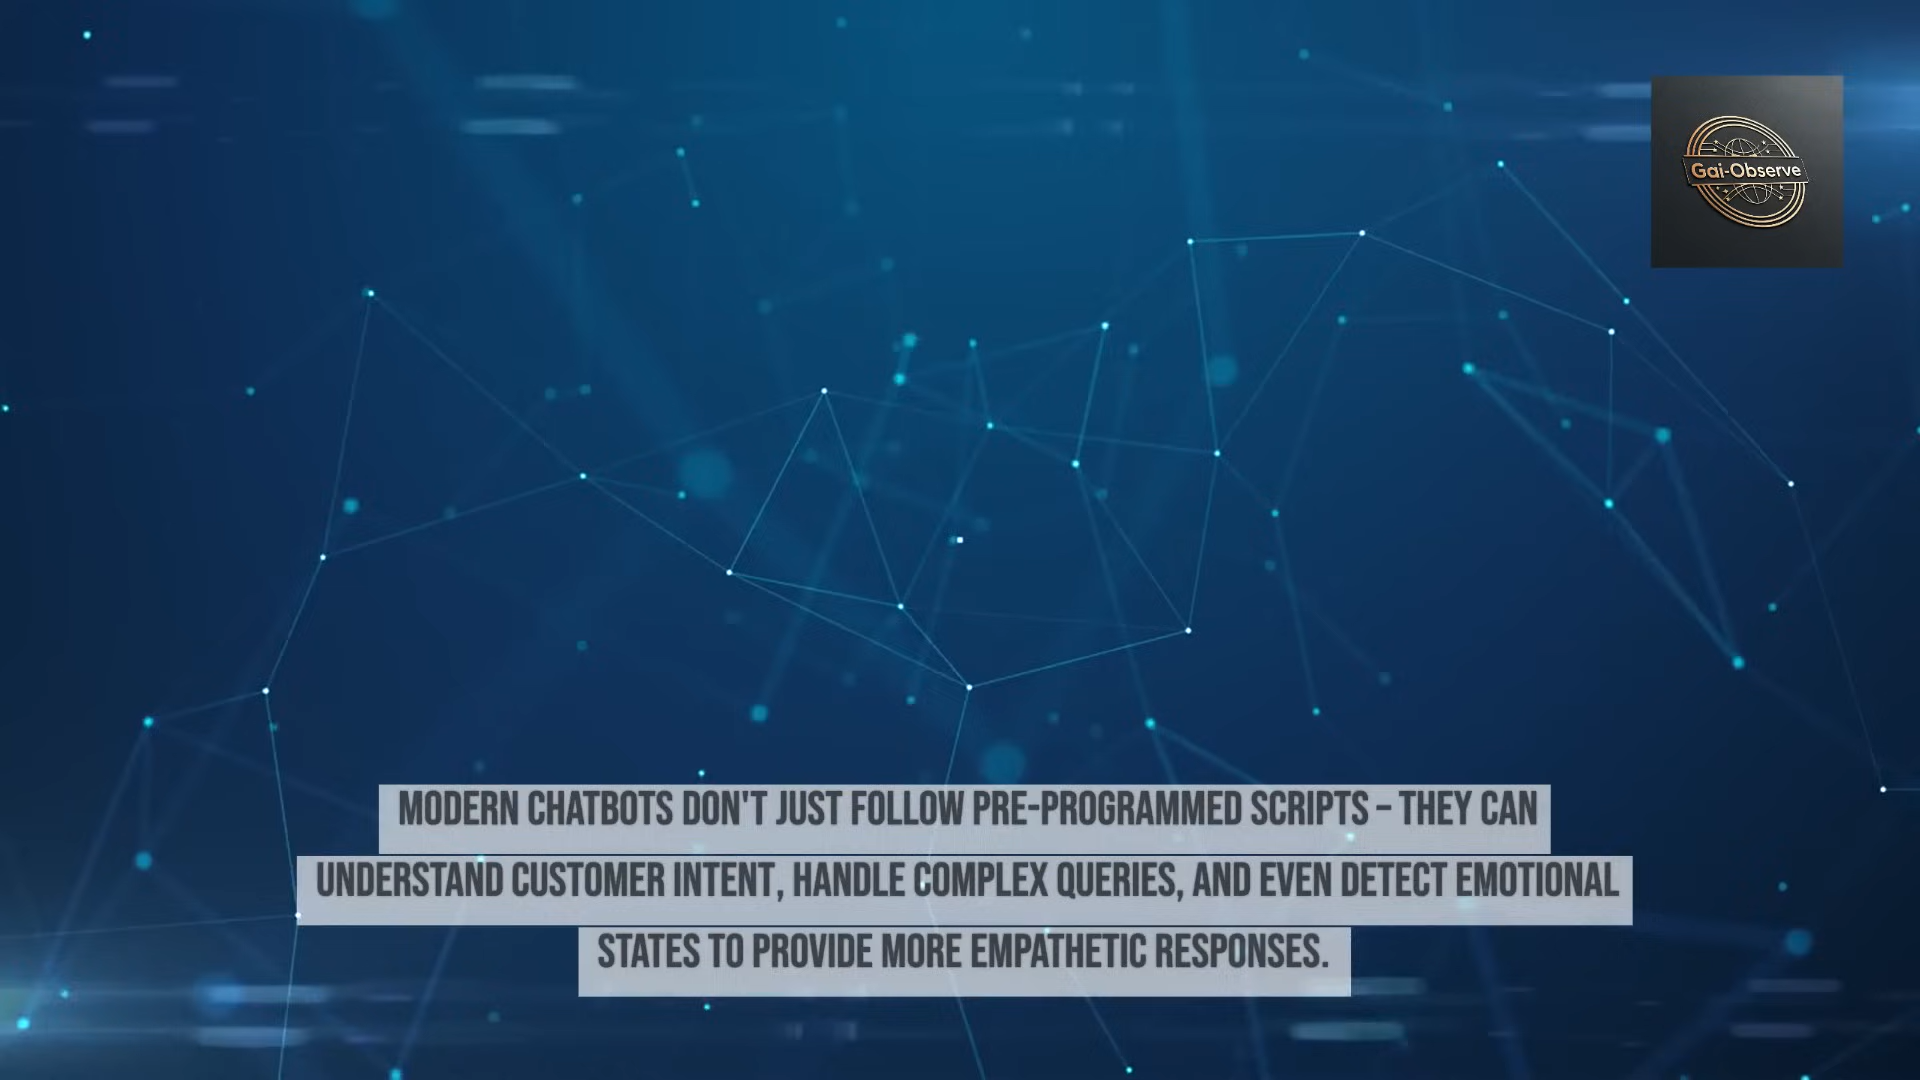 Gai-Observe
MODERN CHATBOTS DON'T JUST FOLLOW PRE-PROGRAMMED SCRIPTS – THEY CAN
UNDERSTAND CUSTOMER INTENT, HANDLE COMPLEX QUERIES, AND EVEN DETECT EMOTIONAL
STATES TO PROVIDE MORE EMPATHETIC RESPONSES.